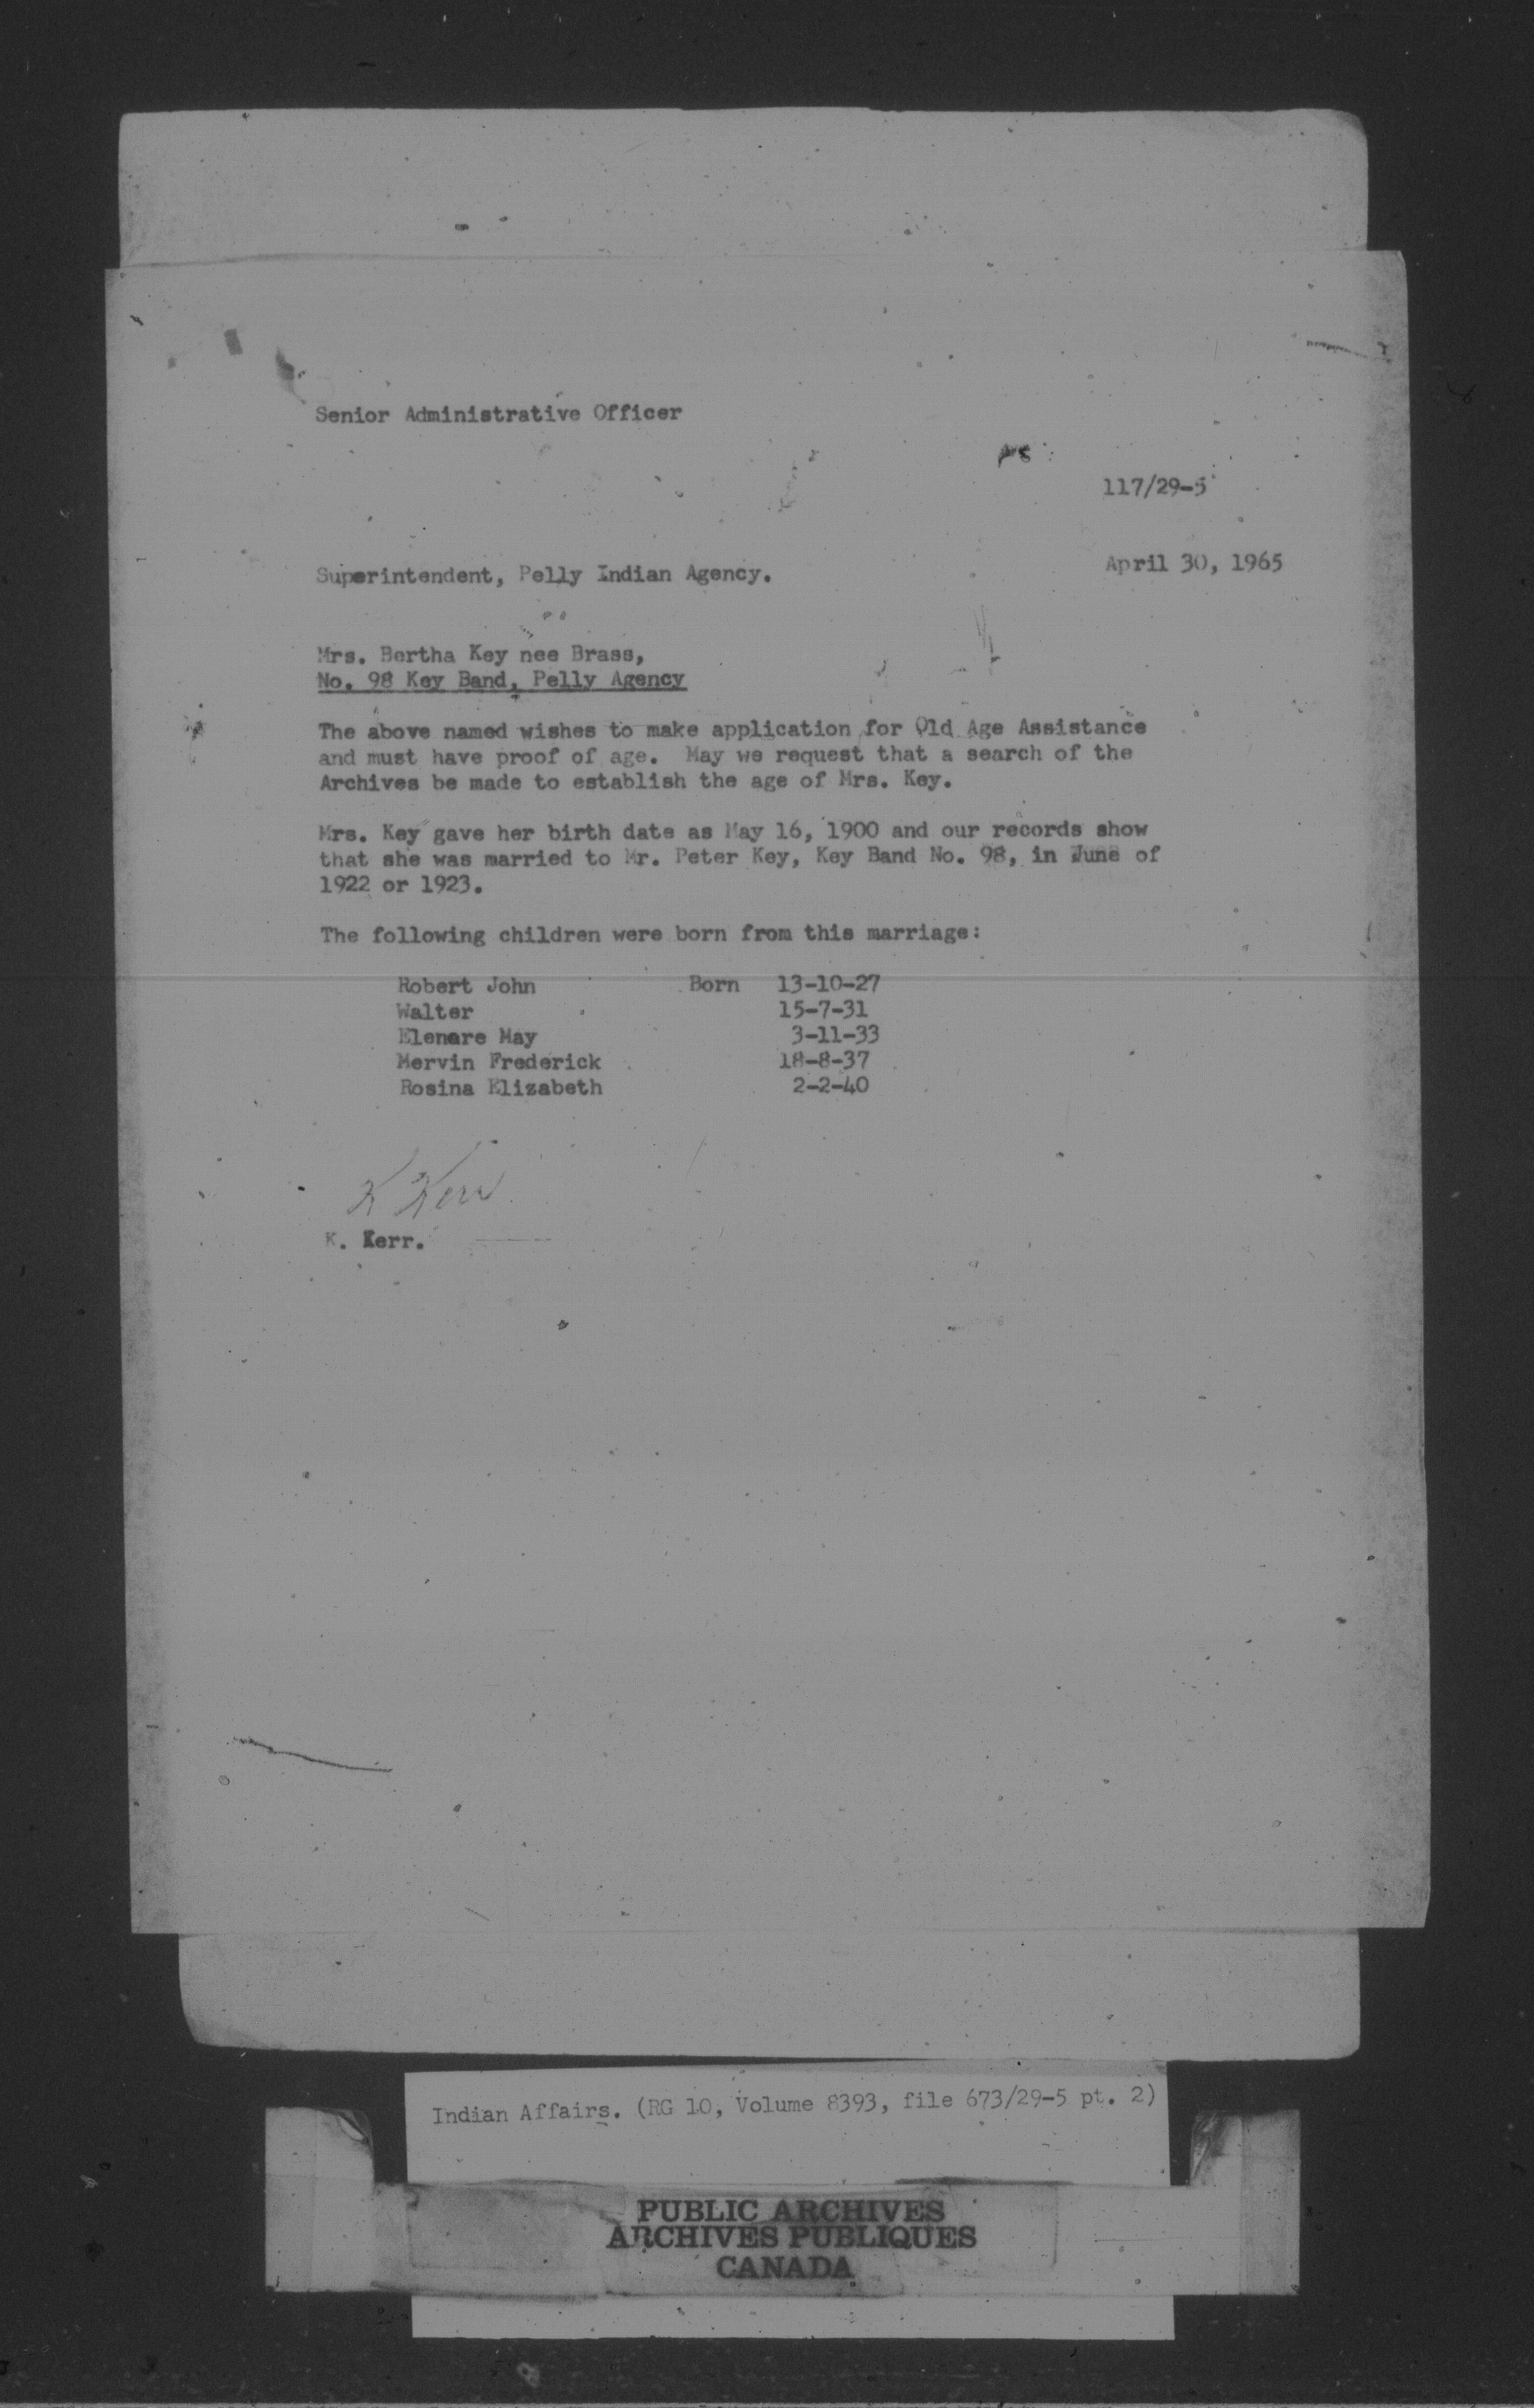 Senior Administrative Officer
117/29-5
April 30, 1965
Superintendent, Pelly Indian Agency.
Mrs. Bertha Key nee Brass,
No. 98 Key Band, Pelly Agency
The above named wishes to make application for Old Age Assistance
and must have proof of age. May we request that a search of the
Archives be made to establish the age of Mrs. Key.
Mrs. Key gave her birth date as May 16, 1900 and our records show
that she was married to Mr. Peter Key, Key Band No. 98, in June of
1922 or 1923.
The following children were born from this marriage:
Robert John Born 13-10-27
Walter 15-7-31
Elenore May 3-11-33
Mervin Frederick 18-8-37
Rosina Elizabeth 2-2-40
K Kerr
K. Kerr.
Indian Affairs. (RG 10, Volume 8393, file 673/29-5 pt. 2)
PUBLIC ARCHIVES
ARCHIVES PUBLIQUES
CANADA